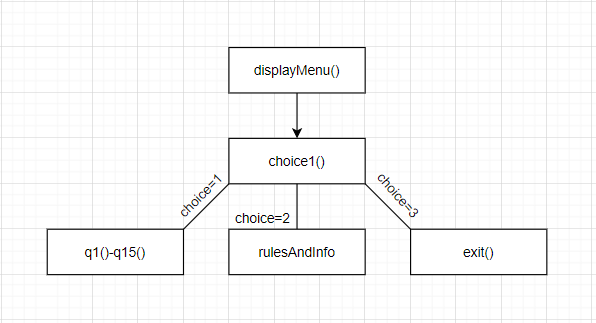 displayMenu()
choice1()
choice=1
choice=2
choice=3
q1()-q15()
rulesAndInfo
exit()